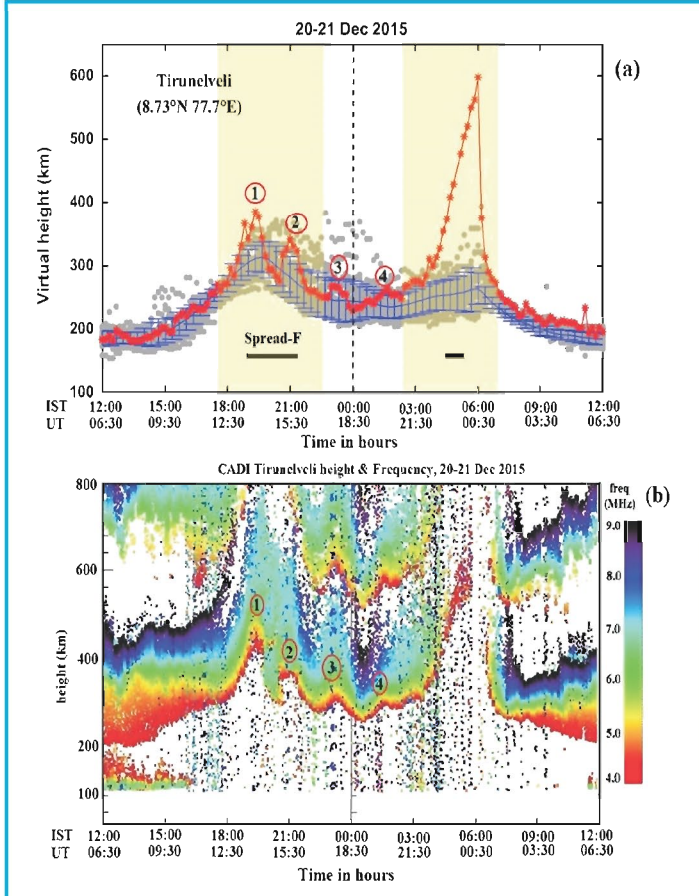 20-21 Dec 2015
(a)
Tirunelveli
(8.73°N 77.7°E)
Virtual height (km)
600
500
400
300
200
100
1
2
3
4
Spread-F
IST 12:00 15:00 18:00 21:00 00:00 03:00 06:00 09:00 12:00
UT 06:30 09:30 12:30 15:30 18:30 21:30 00:30 03:30 06:30
Time in hours
CADI Tirunelveli height & Frequency, 20-21 Dec 2015
(b)
freq
(MHz)
9.0
8.0
7.0
6.0
5.0
4.0
height (km)
800
600
400
200
100
1
2
3
4
IST 12:00 15:00 18:00 21:00 00:00 03:00 06:00 09:00 12:00
UT 06:30 09:30 12:30 15:30 18:30 21:30 00:30 03:30 06:30
Time in hours